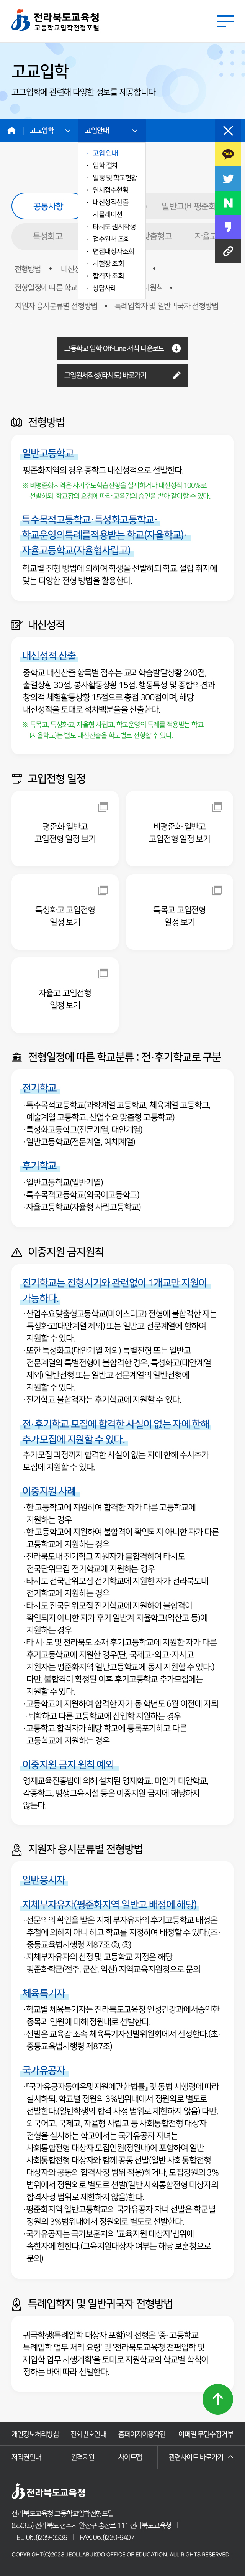 전라북도교육청
고등학교입학전형포털
고교입학
고교입학에 관련해 다양한 정보를 제공합니다
고교입학
고입안내
고입 안내
입학 절차
일정 및 학교현황
원서접수현황
내신성적산출
시뮬레이션
타시도 원서작성
접수원서 조회
면접대상자조회
시험장 조회
합격자 조회
상담사례
공통사항
일반고(비평준화
특성화고
맞춤형고
자율고
전형방법
전형일정에 따른 학교
원칙
지원자 응시분류별 전형방법
특례입학자 및 일반귀국자 전형방법
고등학교 입학 Off-Line 서식 다운로드
고입원서작성(타시도) 바로가기
전형방법
일반고등학교
평준화지역의 경우 중학교 내신성적으로 선발한다.
※ 비평준화지역은 자기주도학습전형을 실시하거나 내신성적 100%로
선발하되, 학교장의 요청에 따라 교육감의 승인을 받아 같이할 수 있다.
특수목적고등학교·특성화고등학교·
학교운영의특례를적용받는 학교(자율학교)·
자율고등학교(자율형사립고)
학교별 전형 방법에 의하여 학생을 선발하되 학교 설립 취지에
맞는 다양한 전형 방법을 활용한다.
내신성적
내신성적 산출
중학교 내신산출 항목별 점수는 교과학습발달상황 240점,
출결상황 30점, 봉사활동상황 15점, 행동특성 및 종합의견과
창의적 체험활동상황 15점으로 총점 300점이며, 해당
내신성적을 토대로 석차백분율을 산출한다.
※ 특목고, 특성화고, 자율형 사립고, 학교운영의 특례를 적용받는 학교
(자율학교)는 별도 내신산출을 학교별로 전형할 수 있다.
고입전형 일정
평준화 일반고
고입전형 일정 보기
비평준화 일반고
고입전형 일정 보기
특성화고 고입전형
일정 보기
특목고 고입전형
일정 보기
자율고 고입전형
일정 보기
전형일정에 따른 학교분류 : 전·후기학교로 구분
전기학교
·특수목적고등학교(과학계열 고등학교, 체육계열 고등학교,
예술계열 고등학교, 산업수요 맞춤형 고등학교)
·특성화고등학교(전문계열, 대안계열)
·일반고등학교(전문계열, 예체계열)
후기학교
·일반고등학교(일반계열)
·특수목적고등학교(외국어고등학교)
·자율고등학교(자율형 사립고등학교)
이중지원 금지원칙
전기학교는 전형시기와 관련없이 1개교만 지원이
가능하다.
·산업수요맞춤형고등학교(마이스터고) 전형에 불합격한 자는
특성화고(대안계열 제외) 또는 일반고 전문계열에 한하여
지원할 수 있다.
·또한 특성화고(대안계열 제외) 특별전형 또는 일반고
전문계열의 특별전형에 불합격한 경우, 특성화고(대안계열
제외) 일반전형 또는 일반고 전문계열의 일반전형에
지원할 수 있다.
·전기학교 불합격자는 후기학교에 지원할 수 있다.
전·후기학교 모집에 합격한 사실이 없는 자에 한해
추가모집에 지원할 수 있다.
추가모집 과정까지 합격한 사실이 없는 자에 한해 수시추가
모집에 지원할 수 있다.
이중지원 사례
·한 고등학교에 지원하여 합격한 자가 다른 고등학교에
지원하는 경우
·한 고등학교에 지원하여 불합격이 확인되지 아니한 자가 다른
고등학교에 지원하는 경우
·전라북도내 전기학교 지원자가 불합격하여 타시도
전국단위모집 전기학교에 지원하는 경우
·타시도 전국단위모집 전기학교에 지원한 자가 전라북도내
전기학교에 지원하는 경우
·타시도 전국단위모집 전기학교에 지원하여 불합격이
확인되지 아니한 자가 후기 일반계 자율학교(익산고 등)에
지원하는 경우
·타 시·도 및 전라북도 소재 후기고등학교에 지원한 자가 다른
후기고등학교에 지원한 경우(단, 국제고·외고·자사고
지원자는 평준화지역 일반고등학교에 동시 지원할 수 있다.)
다만, 불합격이 확정된 이후 후기고등학교 추가모집에는
지원할 수 있다.
·고등학교에 지원하여 합격한 자가 동 학년도 6월 이전에 자퇴
·퇴학하고 다른 고등학교에 신입학 지원하는 경우
·고등학교 합격자가 해당 학교에 등록포기하고 다른
고등학교에 지원하는 경우
이중지원 금지 원칙 예외
영재교육진흥법에 의해 설치된 영재학교, 미인가 대안학교,
각종학교, 평생교육시설 등은 이중지원 금지에 해당하지
않는다.
지원자 응시분류별 전형방법
일반응시자
지체부자유자(평준화지역 일반고 배정에 해당)
·전문의의 확인을 받은 지체 부자유자의 후기고등학교 배정은
추첨에 의하지 아니 하고 학교를 지정하여 배정할 수 있다.(초·
중등교육법시행령 제87조 ②, ③)
·지체부자유자의 선정 및 고등학교 지정은 해당
평준화학군(전주, 군산, 익산) 지역교육지원청으로 문의
체육특기자
·학교별 체육특기자는 전라북도교육청 인성건강과에서승인한
종목과 인원에 대해 정원내로 선발한다.
·선발은 교육감 소속 체육특기자선발위원회에서 선정한다.(초·
중등교육법시행령 제87조)
국가유공자
·『국가유공자등예우및지원에관한법률』 및 동법 시행령에 따라
실시하되, 학교별 정원의 3%범위내에서 정원외로 별도로
선발한다.(일반학생의 합격 사정 범위로 제한하지 않음) 다만,
외국어고, 국제고, 자율형 사립고 등 사회통합전형 대상자
전형을 실시하는 학교에서는 국가유공자 자녀는
사회통합전형 대상자 모집인원(정원내)에 포함하여 일반
사회통합전형 대상자와 함께 공동 선발(일반 사회통합전형
대상자와 공동의 합격사정 범위 적용)하거나, 모집정원의 3%
범위에서 정원외로 별도로 선발(일반 사회통합전형 대상자의
합격사정 범위로 제한하지 않음)한다.
·평준화지역 일반고등학교의 국가유공자 자녀 선발은 학군별
정원의 3%범위내에서 정원외로 별도로 선발한다.
·국가유공자는 국가보훈처의 '교육지원 대상자'범위에
속한자에 한한다.(교육지원대상자 여부는 해당 보훈청으로
문의)
특례입학자 및 일반귀국자 전형방법
귀국학생(특례입학 대상자 포함)의 전형은 '중·고등학교
특례입학 업무 처리 요령' 및 '전라북도교육청 전편입학 및
재입학 업무 시행계획'을 토대로 지원학교의 학교별 학칙이
정하는 바에 따라 선발한다.
개인정보처리방침
전화번호안내
홈페이지이용약관
이메일 무단수집거부
저작권안내
원격지원
사이트맵
관련사이트 바로가기
전라북도교육청
전라북도교육청 고등학교입학전형포털
(55065) 전라북도 전주시 완산구 홍산로 111 전라북도교육청 |
TEL. 063)239-3339 | FAX. 063)220-9407
COPYRIGHT(C)2023 JEOLLABUKDO OFFICE OF EDUCATION. ALL RIGHTS RESERVED.